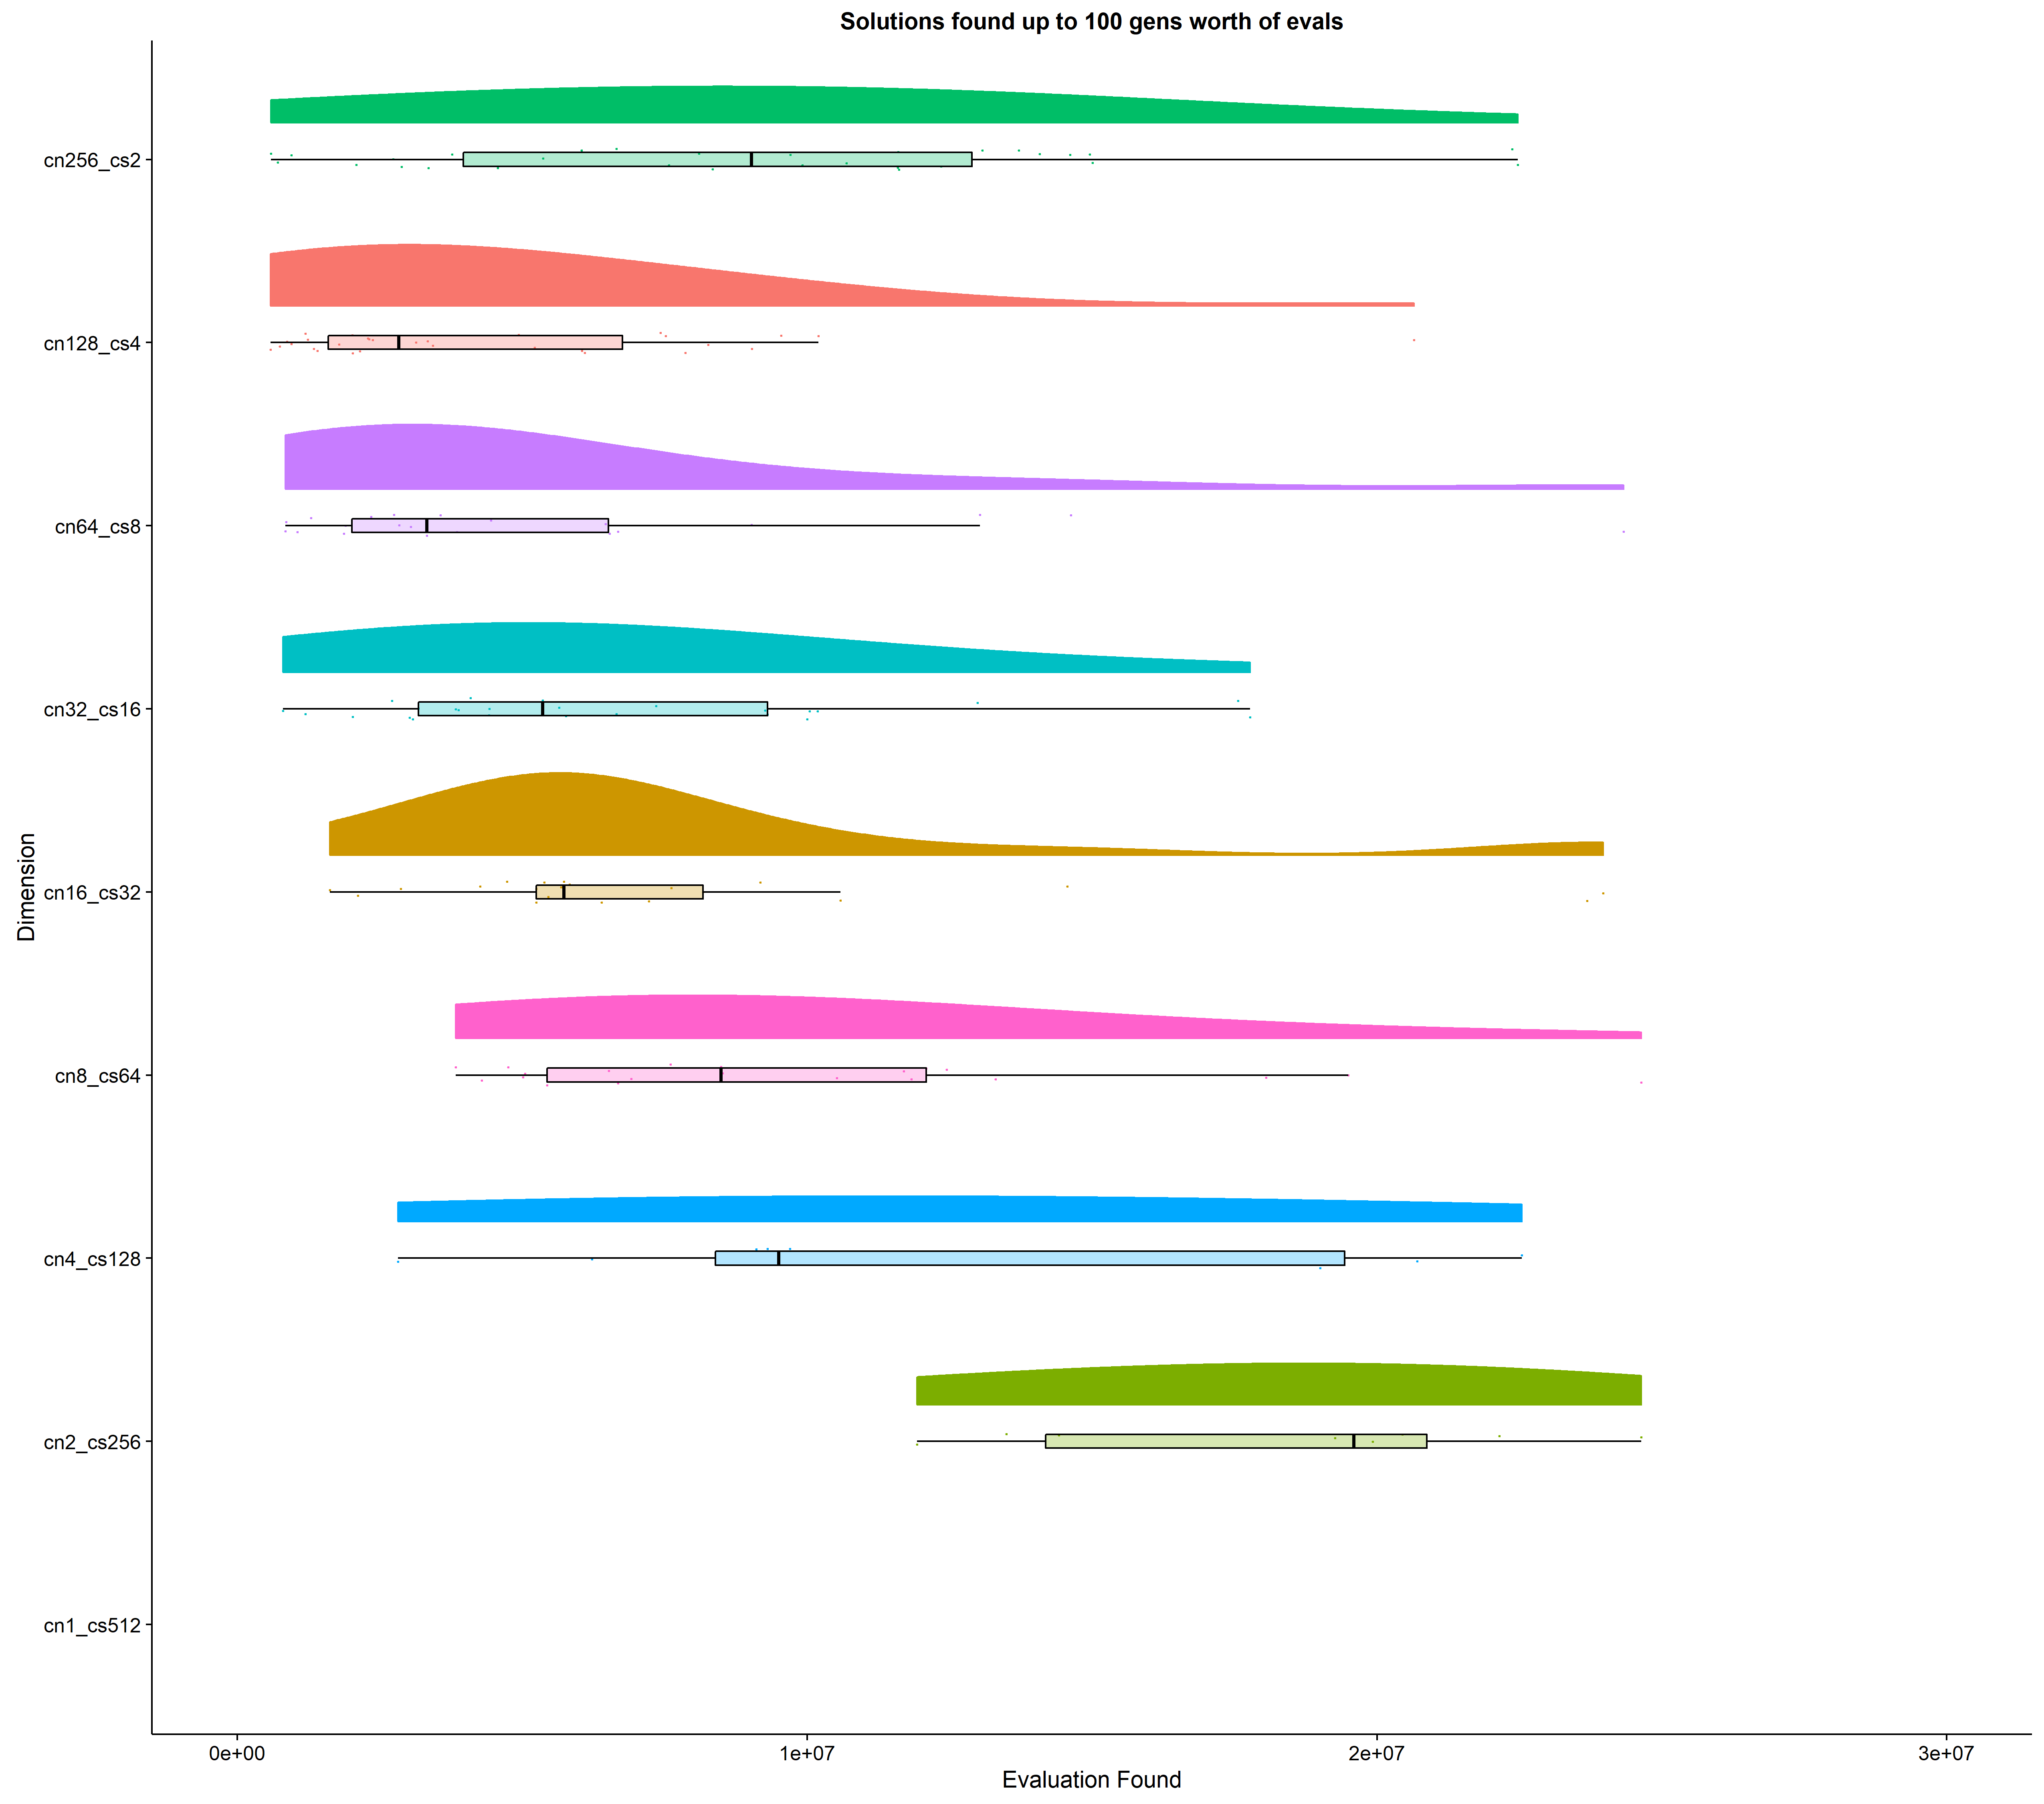 Solutions found up to 100 gens worth of evals
cn256_cs2
cn128_cs4
cn64_cs8
cn32_cs16
cn16_cs32
cn8_cs64
cn4_cs128
cn2_cs256
cn1_cs512
Dimension
0e+00 1e+07 2e+07 3e+07
Evaluation Found